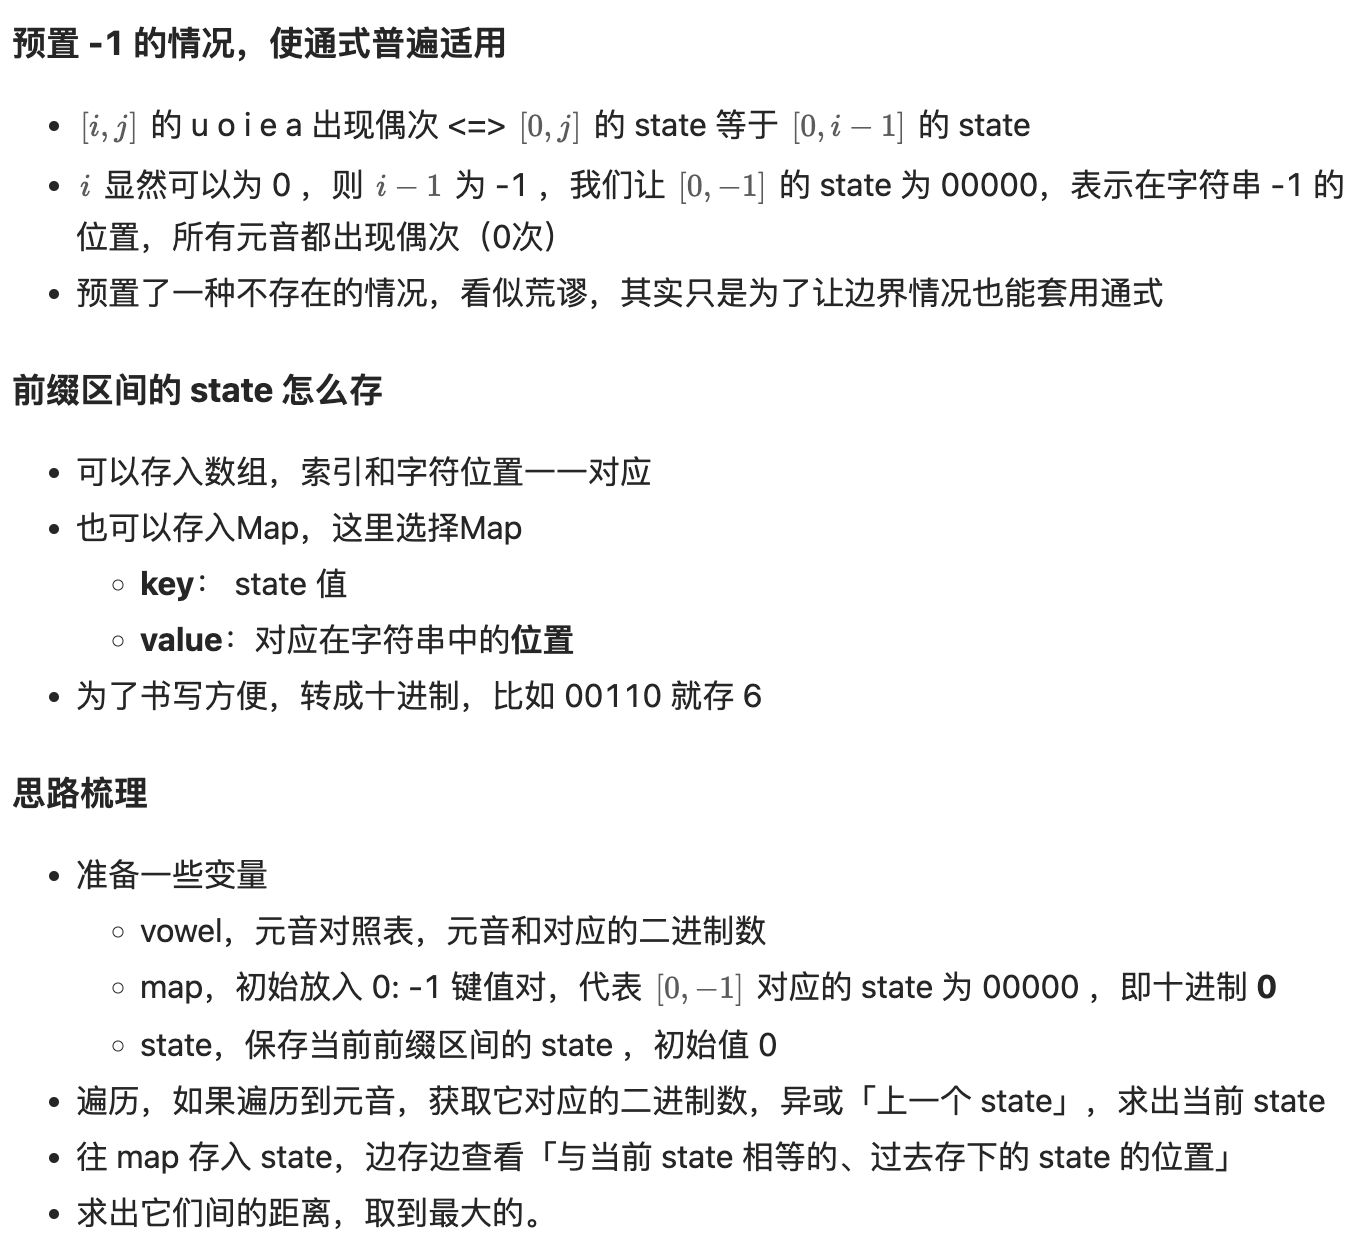 预置 -1 的情况，使通式普遍适用
• [i, j] 的 u o i e a 出现偶次 <=> [0, j] 的 state 等于 [0, i − 1] 的 state
• i 显然可以为 0 ，则 i − 1 为 -1 ，我们让 [0, −1] 的 state 为 00000，表示在字符串 -1 的
位置，所有元音都出现偶次（0次）
• 预置了一种不存在的情况，看似荒谬，其实只是为了让边界情况也能套用通式
前缀区间的 state 怎么存
• 可以存入数组，索引和字符位置一一对应
• 也可以存入Map，这里选择Map
◦ key： state 值
◦ value：对应在字符串中的位置
• 为了书写方便，转成十进制，比如 00110 就存 6
思路梳理
• 准备一些变量
◦ vowel，元音对照表，元音和对应的二进制数
◦ map，初始放入 0: -1 键值对，代表 [0, −1] 对应的 state 为 00000 ，即十进制 0
◦ state，保存当前前缀区间的 state ，初始值 0
• 遍历，如果遍历到元音，获取它对应的二进制数，异或「上一个 state」，求出当前 state
• 往 map 存入 state，边存边查看「与当前 state 相等的、过去存下的 state 的位置」
• 求出它们间的距离，取到最大的。